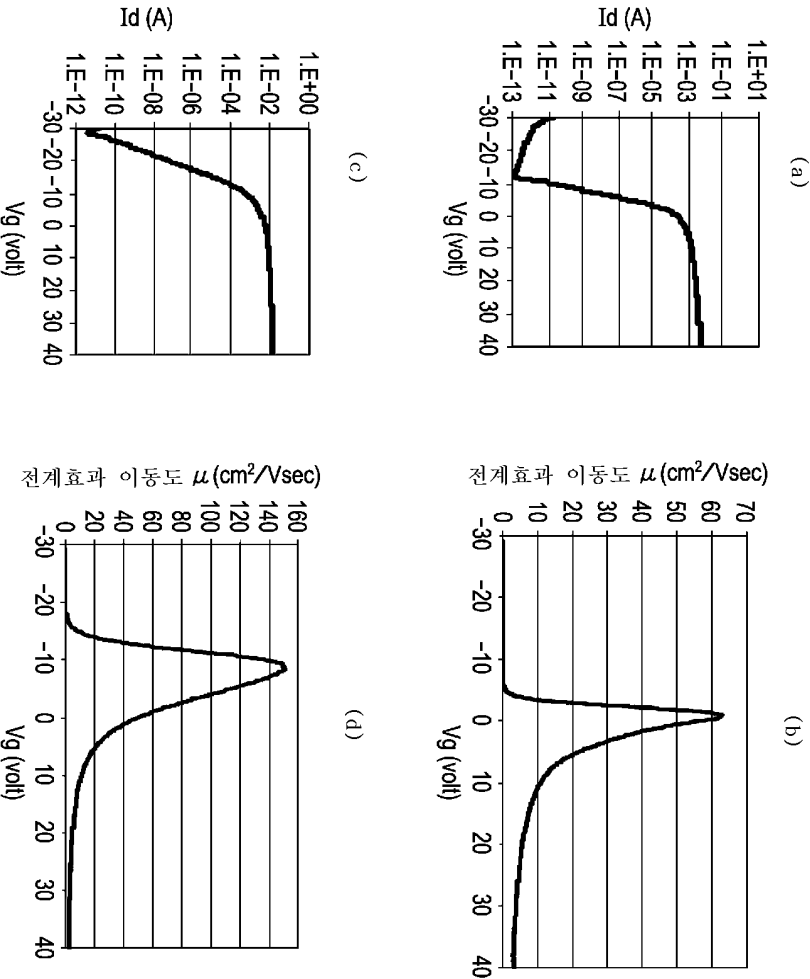 (a)
Id (A)
1.E+01
1.E-01
1.E-03
1.E-05
1.E-07
1.E-09
1.E-11
1.E-13
-30 -20 -10 0 10 20 30 40
Vg (volt)
(b)
전계효과 이동도 μ (cm²/Vsec)
70
60
50
40
30
20
10
0
-30 -20 -10 0 10 20 30 40
Vg (volt)
(c)
Id (A)
1.E+00
1.E-02
1.E-04
1.E-06
1.E-08
1.E-10
1.E-12
-30 -20 -10 0 10 20 30 40
Vg (volt)
(d)
전계효과 이동도 μ (cm²/Vsec)
160
140
120
100
80
60
40
20
0
-30 -20 -10 0 10 20 30 40
Vg (volt)